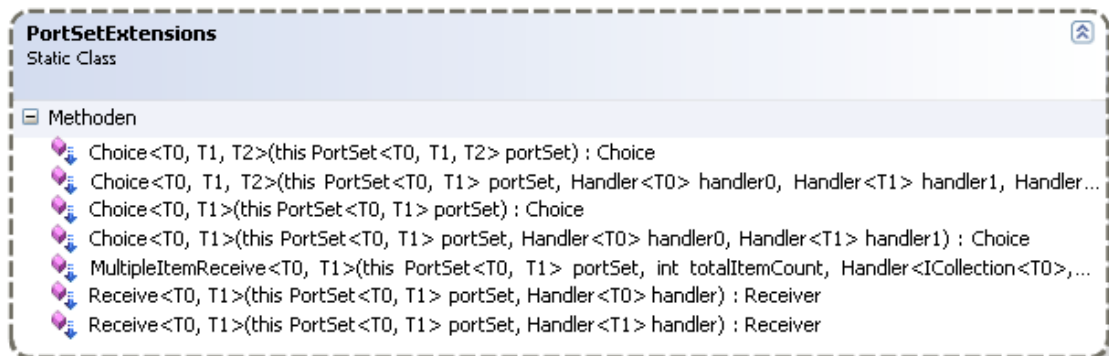 PortSetExtensions
Static Class
Methoden
Choice<T0, T1, T2>(this PortSet<T0, T1, T2> portSet) : Choice
Choice<T0, T1, T2>(this PortSet<T0, T1> portSet, Handler<T0> handler0, Handler<T1> handler1, Handler...
Choice<T0, T1>(this PortSet<T0, T1> portSet) : Choice
Choice<T0, T1>(this PortSet<T0, T1> portSet, Handler<T0> handler0, Handler<T1> handler1) : Choice
MultipleItemReceive<T0, T1>(this PortSet<T0, T1> portSet, int totalItemCount, Handler<ICollection<T0>,...
Receive<T0, T1>(this PortSet<T0, T1> portSet, Handler<T0> handler) : Receiver
Receive<T0, T1>(this PortSet<T0, T1> portSet, Handler<T1> handler) : Receiver